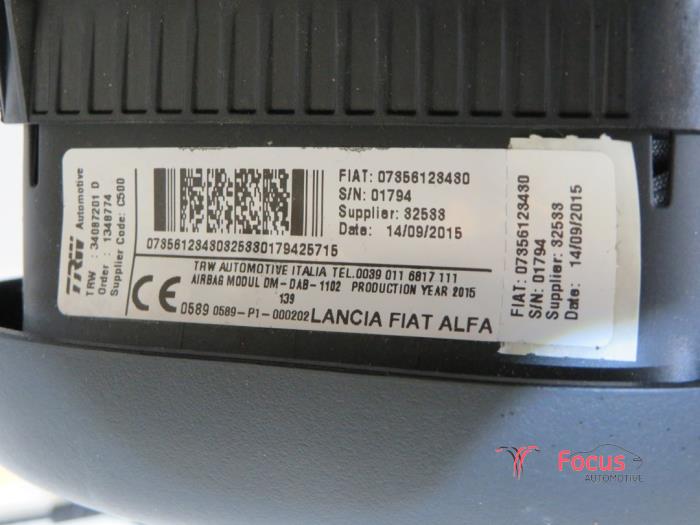 TRW Automotive
TRW : 34087201 D
Order : 1348774
Supplier Code: C500
FIAT: 07356123430
S/N: 01794
Supplier: 32533
Date: 14/09/2015
07356123430325330179425715
TRW AUTOMOTIVE ITALIA TEL.0039 011 6817 111
AIRBAG MODUL DM-DAB-1102 PRODUCTION YEAR 2015
139
CE 0589 0589-P1-000202 LANCIA FIAT ALFA
FIAT: 07356123430
S/N: 01794
Supplier: 32533
Date: 14/09/2015
Focus
AUTOMOTIVE